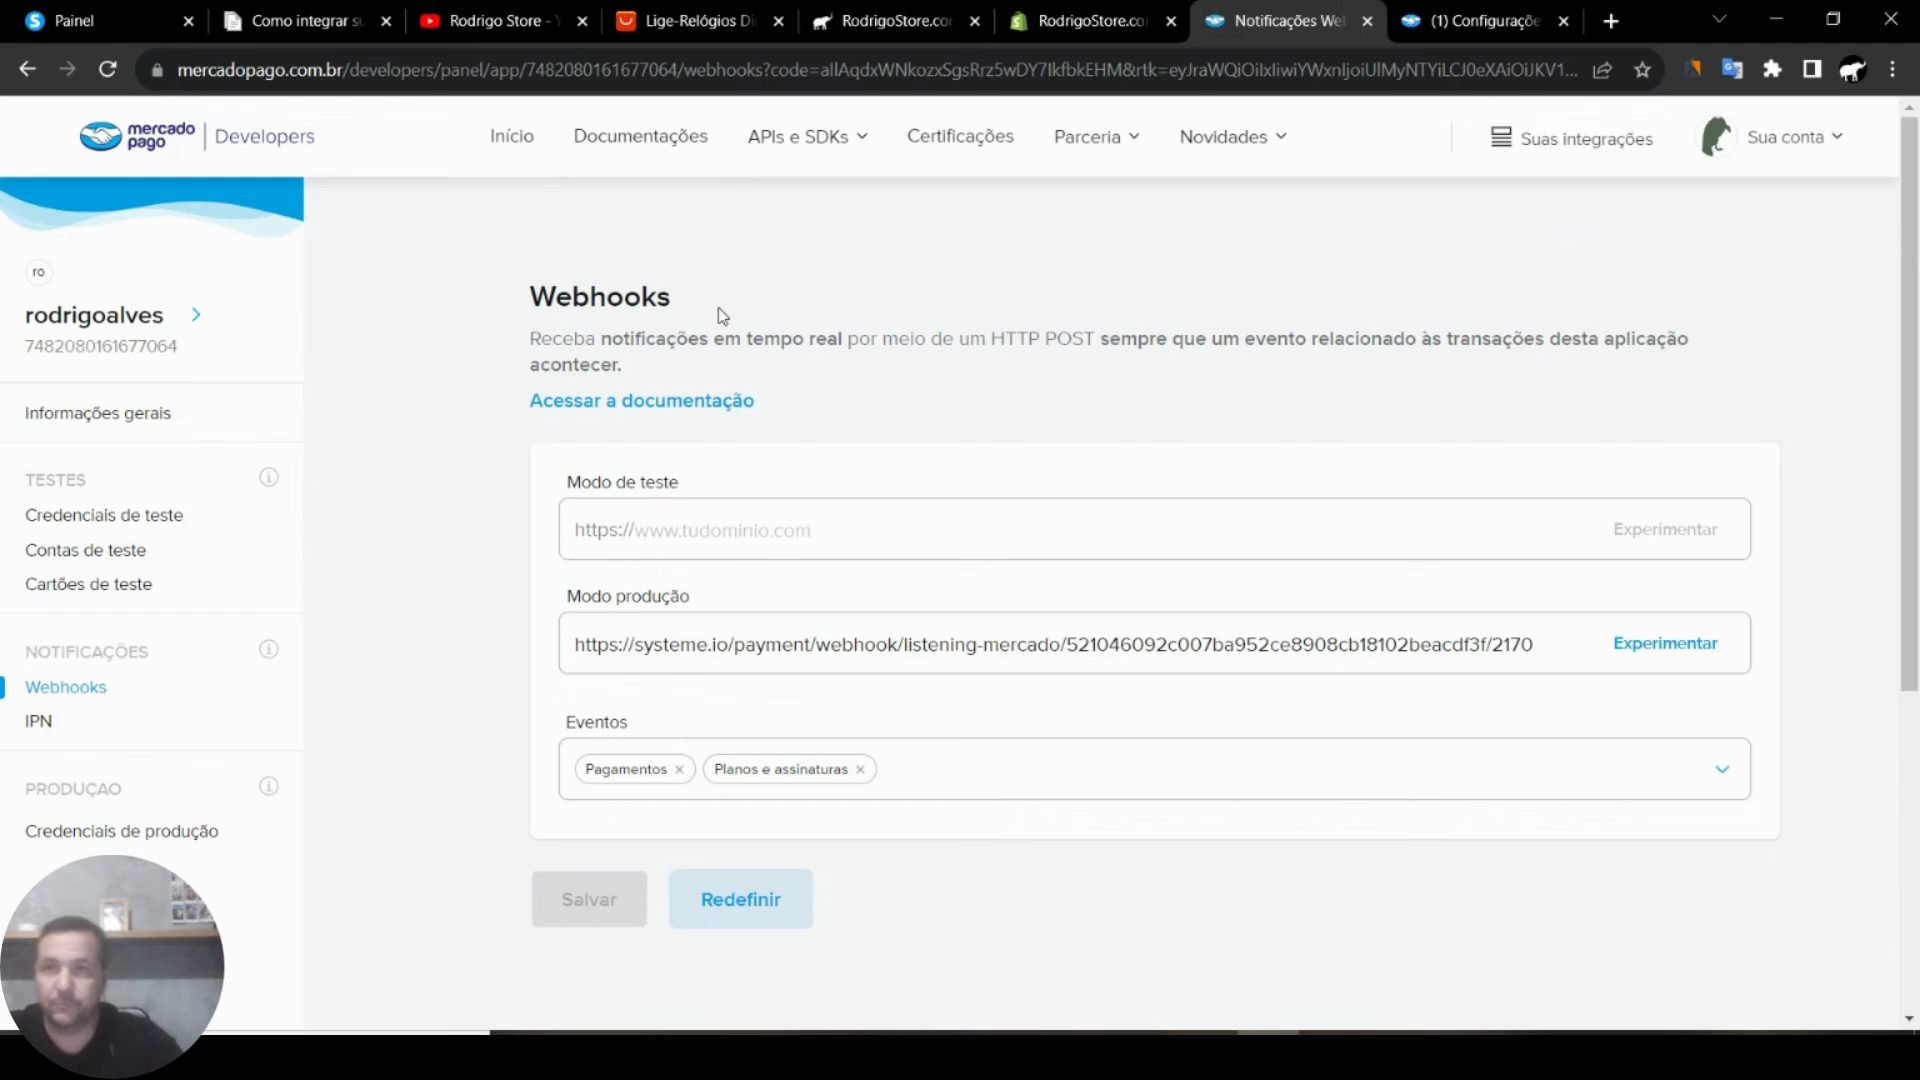 Painel
Como integrar su
Rodrigo Store - Y
Lige-Relógios Di
RodrigoStore.co
RodrigoStore.co
Notificações We
(1) Configuraçõe
mercadopago.com.br/developers/panel/app/7482080161677064/webhooks?code=
mercado pago
Developers
Início
Documentações
APIs e SDKs
Certificações
Parceria
Novidades
Suas integrações
Sua conta
ro
rodrigoalves
7482080161677064
Informações gerais
TESTES
Credenciais de teste
Contas de teste
Cartões de teste
NOTIFICAÇÕES
Webhooks
IPN
PRODUÇAO
Credenciais de produção
Webhooks
Receba notificações em tempo real por meio de um HTTP POST sempre que um evento relacionado às transações desta aplicação
acontecer.
Acessar a documentação
Modo de teste
https://www.tudominio.com
Experimentar
Modo produção
https://systeme.io/payment/webhook/listening-mercado/521046092c007ba952ce8908cb18102beacdf3f/2170
Experimentar
Eventos
Pagamentos
Planos e assinaturas
Salvar
Redefinir